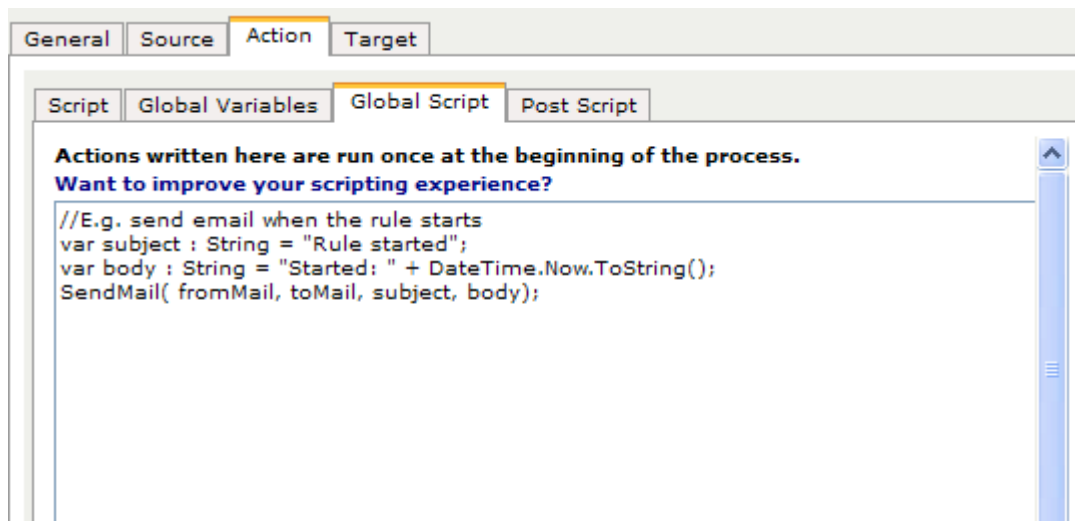 General Source Action Target
Script Global Variables Global Script Post Script
Actions written here are run once at the beginning of the process.
Want to improve your scripting experience?
//E.g. send email when the rule starts
var subject : String = "Rule started";
var body : String = "Started: " + DateTime.Now.ToString();
SendMail( fromMail, toMail, subject, body);